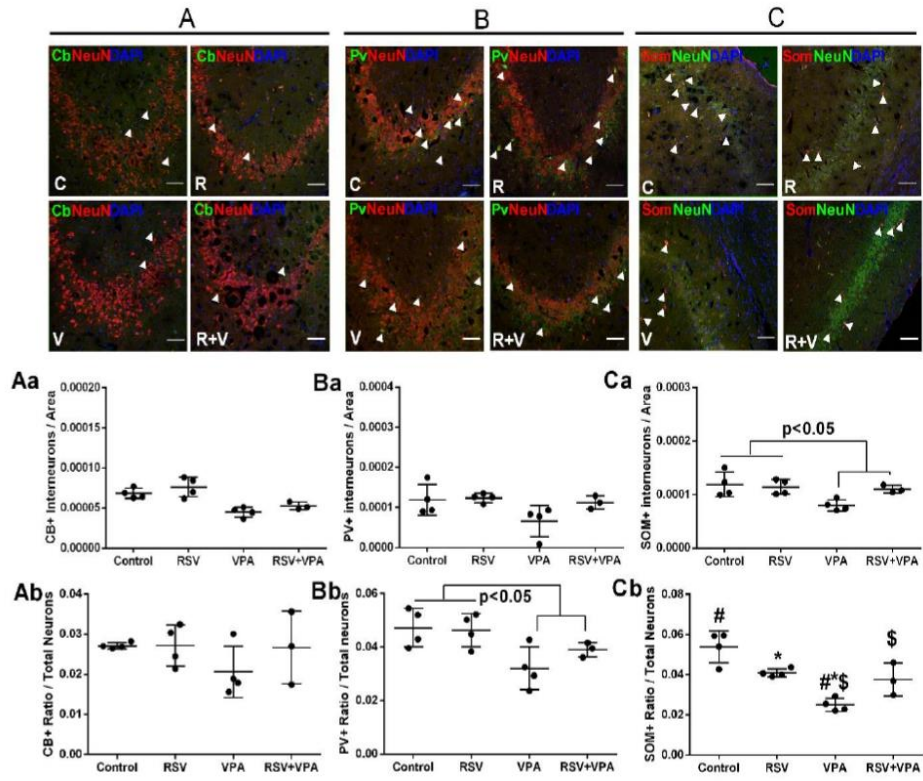 A B C
CbNeuNDAPI CbNeuNDAPI PvNeuNDAPI PvNeuNDAPI SomNeuNDAPI SomNeuNDAPI
C R C R C R
CbNeuNDAPI CbNeuNDAPI PvNeuNDAPI PvNeuNDAPI SomNeuNDAPI SomNeuNDAPI
V R+V V R+V V R+V
Aa
CB+ Interneurons / Area
0.00020
0.00015
0.00010
0.00005
0.00000
Control RSV VPA RSV+VPA
Ba
PV+ Interneurons / Area
0.0004
0.0003
0.0002
0.0001
0.0000
Control RSV VPA RSV+VPA
Ca
SOM+ Interneurons / Area
0.0003
0.0002
0.0001
0.0000
p<0.05
Control RSV VPA RSV+VPA
Ab
CB+ Ratio / Total Neurons
0.04
0.03
0.02
0.01
0.00
Control RSV VPA RSV+VPA
Bb
PV+ Ratio / Total neurons
0.06
0.04
0.02
0.00
p<0.05
Control RSV VPA RSV+VPA
Cb
SOM+ Ratio / Total Neurons
0.08
0.06
0.04
0.02
0.00
# * #*$ $
Control RSV VPA RSV+VPA